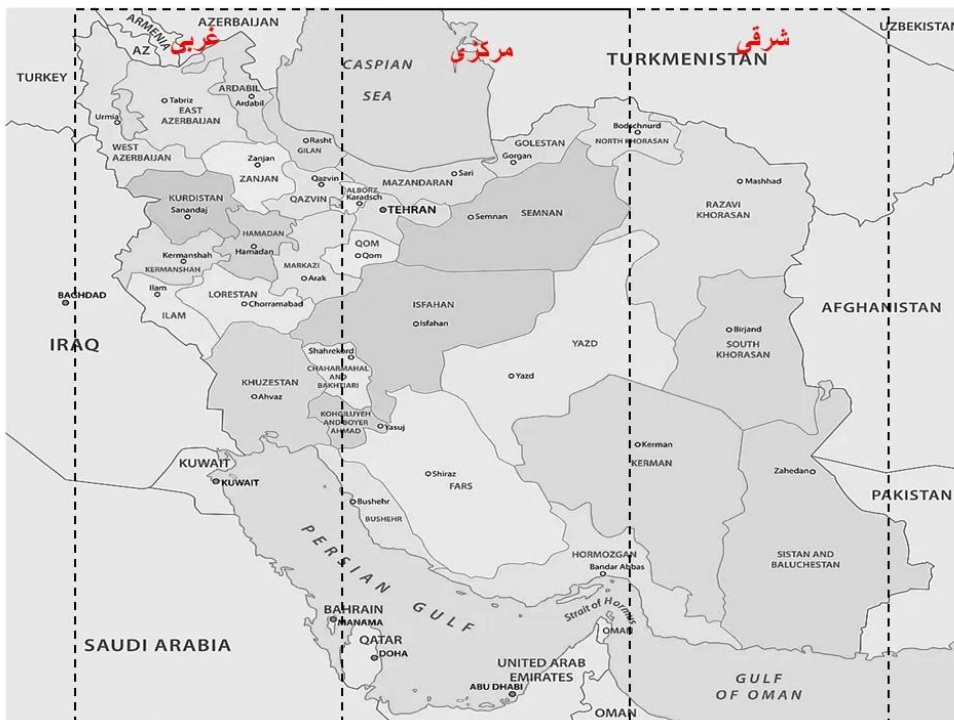 ARMENIA
AZERBAIJAN
غربي
مرکزی
شرقي
UZBEKISTAN
AZ
TURKEY
CASPIAN
SEA
TURKMENISTAN
ARDABIL
Ardabil
Tabriz
EAST
AZERBAIJAN
Urmia
WEST
AZERBAIJAN
Rasht
GILAN
Zanjan
ZANJAN
Qazvin
QAZVIN
ALBORZ
Karadsch
MAZANDARAN
Sari
GOLESTAN
Gorgan
Bodschnurd
NORTH KHORASAN
Mashhad
RAZAVI
KHORASAN
KURDISTAN
Sanandaj
HAMADAN
Hamadan
TEHRAN
Semnan
SEMNAN
QOM
Qom
Kermanshah
KERMANSHAH
MARKAZI
Arak
Ilam
ILAM
LORESTAN
Chorramabad
BAGHDAD
IRAQ
ISFAHAN
Isfahan
AFGHANISTAN
Birjand
SOUTH
KHORASAN
YAZD
Yazd
Shahrekord
CHAHARMAHAL
AND
BAKHTIARI
KHUZESTAN
Ahvaz
KOHGILUYEH
AND BOYER
AHMAD
Yasuj
KUWAIT
KUWAIT
Shiraz
FARS
Kerman
KERMAN
Zahedan
PAKISTAN
Bushehr
BUSHEHR
PERSIAN GULF
HORMOZGAN
Bandar Abbas
SISTAN AND
BALUCHESTAN
Strait of Hormus
BAHRAIN
MANAMA
OMAN
SAUDI ARABIA
QATAR
DOHA
UNITED ARAB
EMIRATES
ABU DHABI
GULF
OF OMAN
OMAN